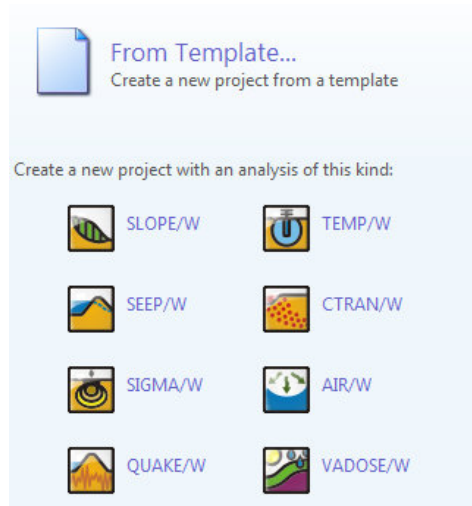 From Template...
Create a new project from a template
Create a new project with an analysis of this kind:
SLOPE/W
TEMP/W
SEEP/W
CTRAN/W
SIGMA/W
AIR/W
QUAKE/W
VADOSE/W